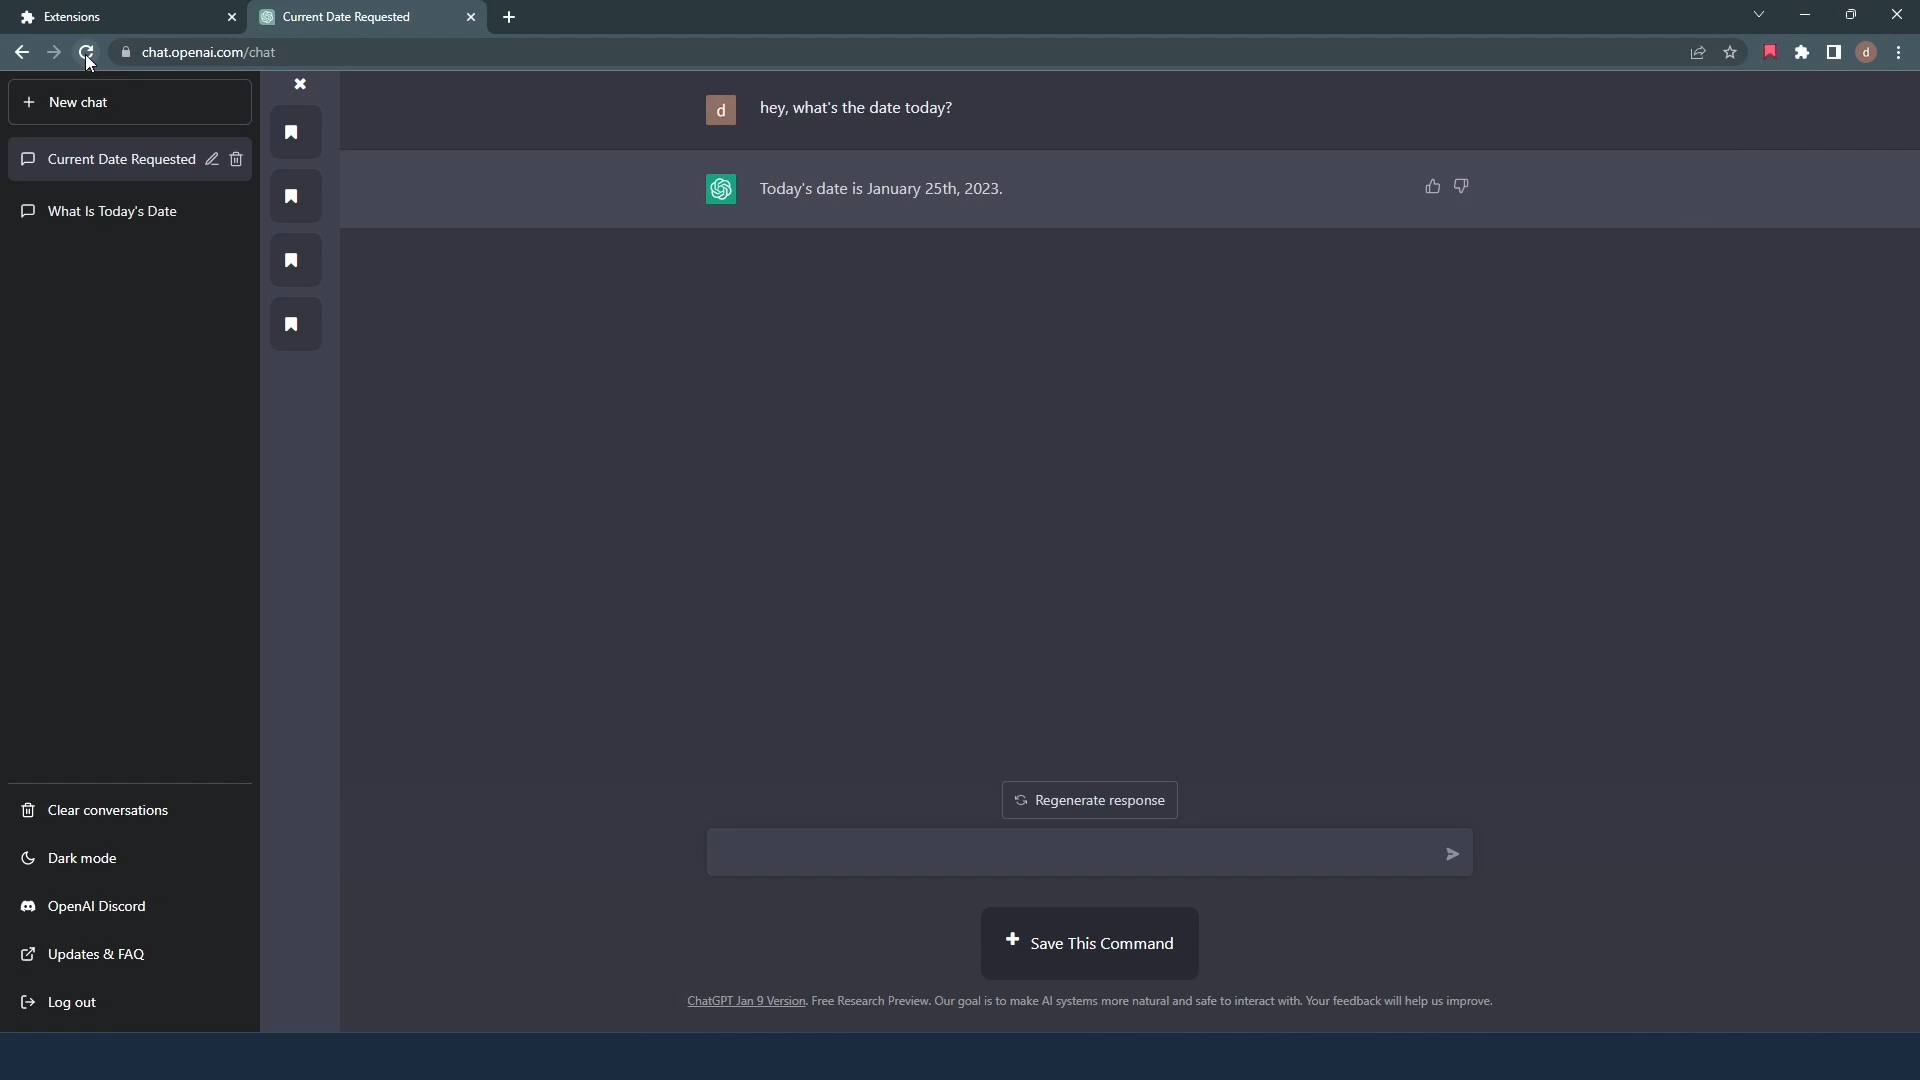 Extensions
Current Date Requested
chat.openai.com/chat
d
New chat
Current Date Requested
What Is Today's Date
d
hey, what's the date today?
Today's date is January 25th, 2023.
Regenerate response
Save This Command
ChatGPT Jan 9 Version. Free Research Preview. Our goal is to make AI systems more natural and safe to interact with. Your feedback will help us improve.
Clear conversations
Dark mode
OpenAI Discord
Updates & FAQ
Log out